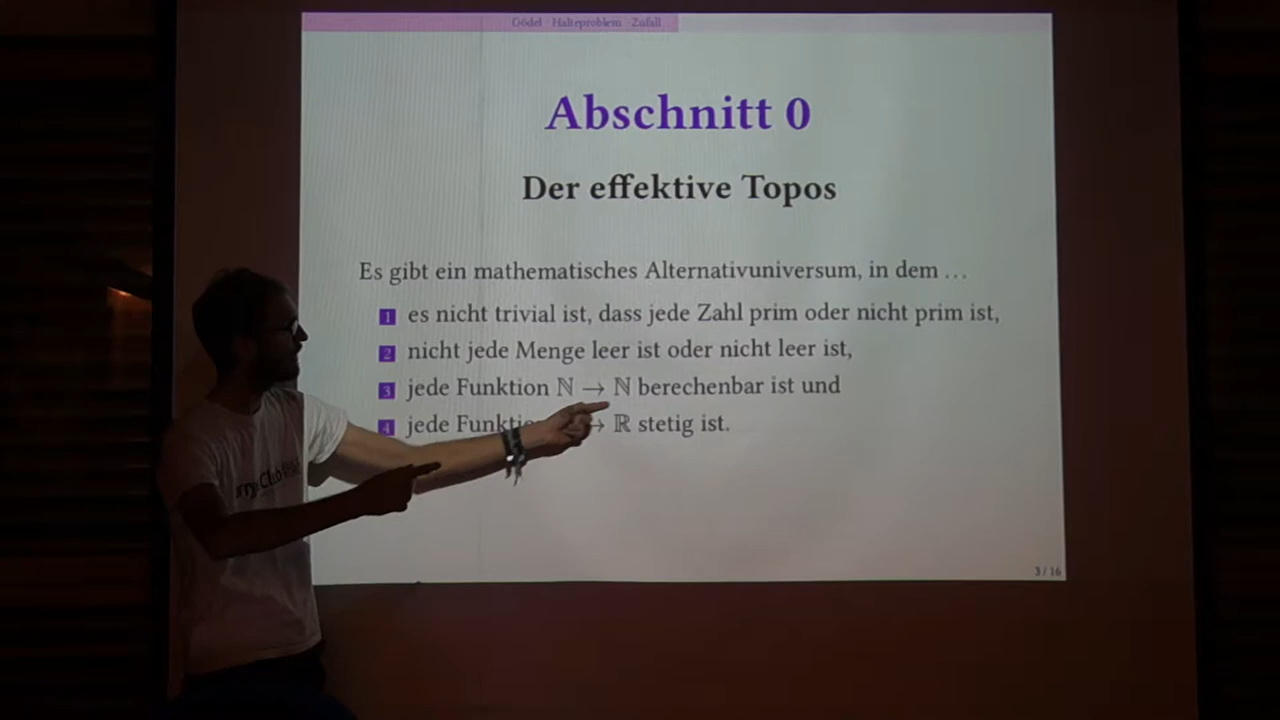 Gödel · Halteproblem · Zufall
Abschnitt 0
Der effektive Topos
Es gibt ein mathematisches Alternativuniversum, in dem …
1 es nicht trivial ist, dass jede Zahl prim oder nicht prim ist,
2 nicht jede Menge leer ist oder nicht leer ist,
3 jede Funktion ℕ → ℕ berechenbar ist und
4 jede → ℝ stetig ist.
3 / 16